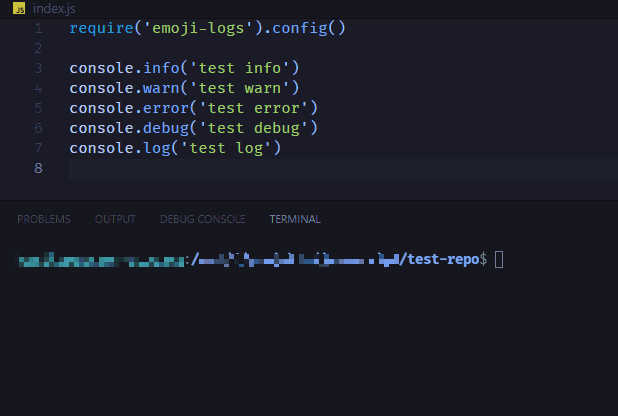 JS index.js
1 require('emoji-logs').config()
2
3 console.info('test info')
4 console.warn('test warn')
5 console.error('test error')
6 console.debug('test debug')
7 console.log('test log')
8
PROBLEMS OUTPUT DEBUG CONSOLE TERMINAL
:/ /test-repo$